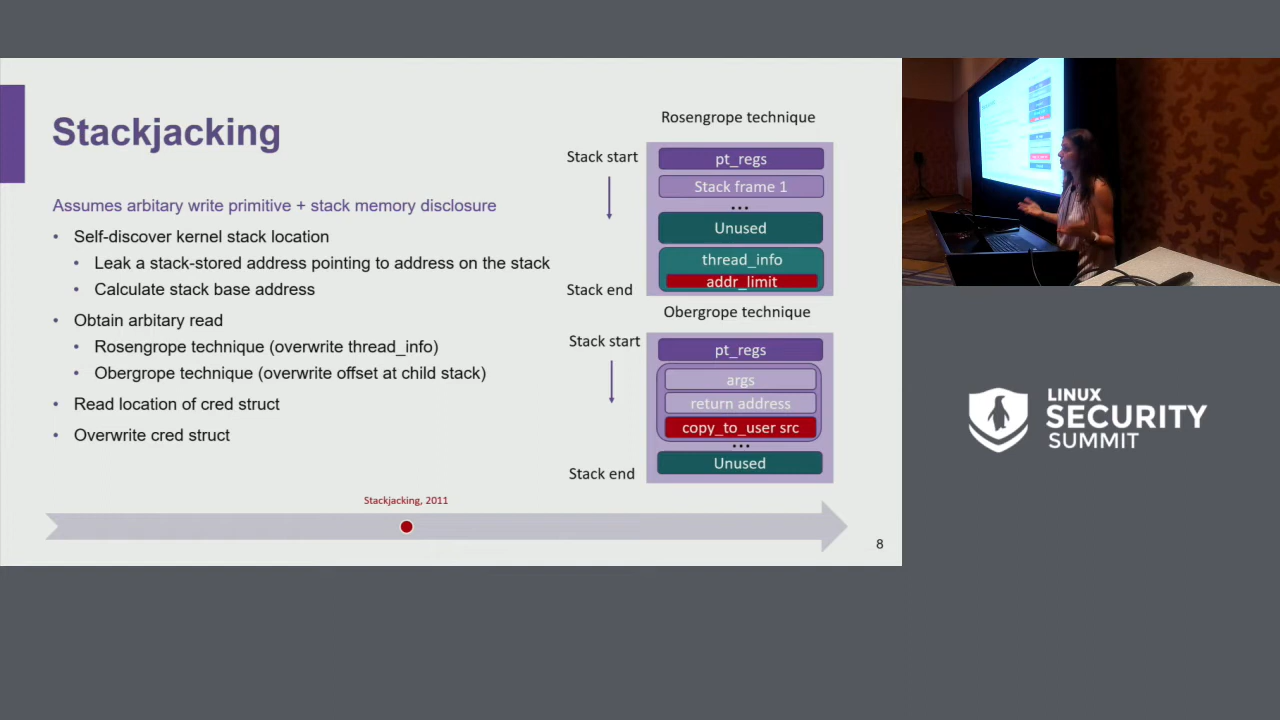 Stackjacking
Assumes arbitary write primitive + stack memory disclosure
• Self-discover kernel stack location
• Leak a stack-stored address pointing to address on the stack
• Calculate stack base address
• Obtain arbitary read
• Rosengrope technique (overwrite thread_info)
• Obergrope technique (overwrite offset at child stack)
• Read location of cred struct
• Overwrite cred struct
Rosengrope technique
Stack start
pt_regs
Stack frame 1
...
Unused
thread_info
addr_limit
Stack end
Obergrope technique
Stack start
pt_regs
args
return address
copy_to_user src
...
Unused
Stack end
Stackjacking, 2011
8
LINUX
SECURITY
SUMMIT